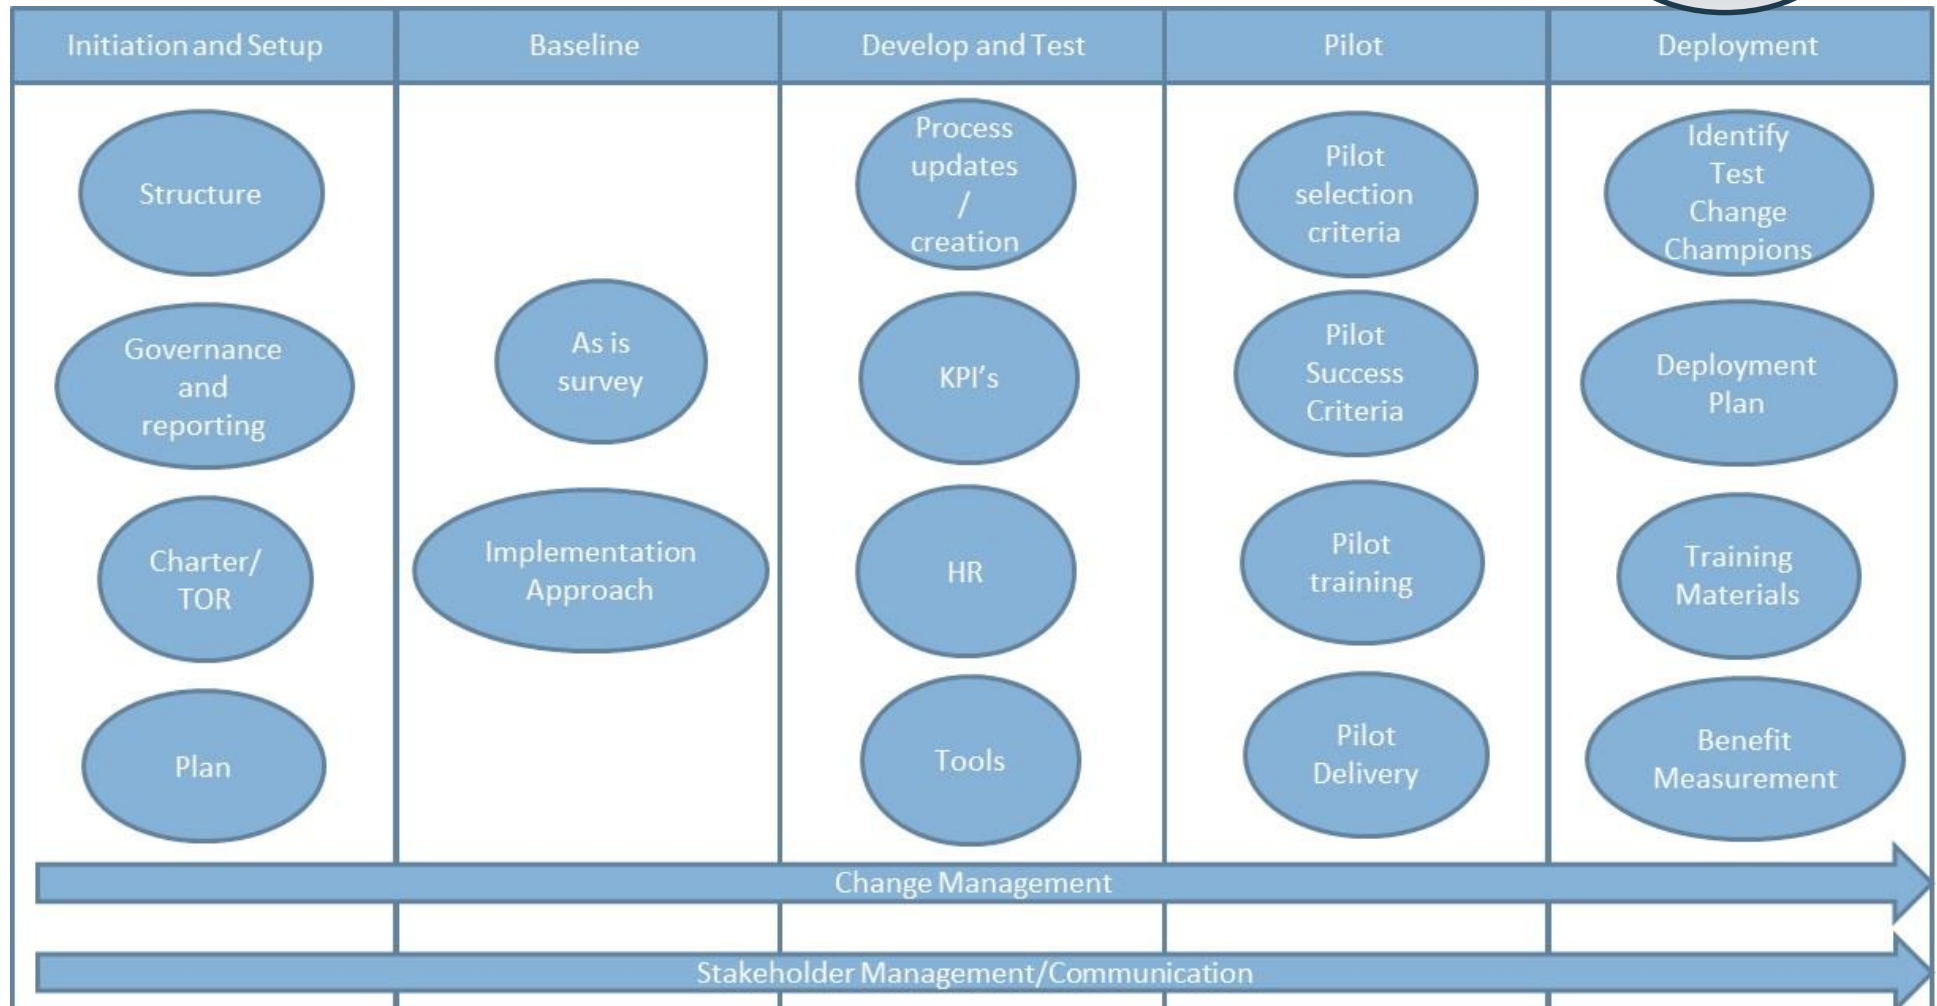 Initiation and Setup
Baseline
Develop and Test
Pilot
Deployment
Structure
Governance
and
reporting
Charter/
TOR
Plan
As is
survey
Implementation
Approach
Process
updates
/
creation
KPI's
HR
Tools
Pilot
selection
criteria
Pilot
Success
Criteria
Pilot
training
Pilot
Delivery
Identify
Test
Change
Champions
Deployment
Plan
Training
Materials
Benefit
Measurement
Change Management
Stakeholder Management/Communication